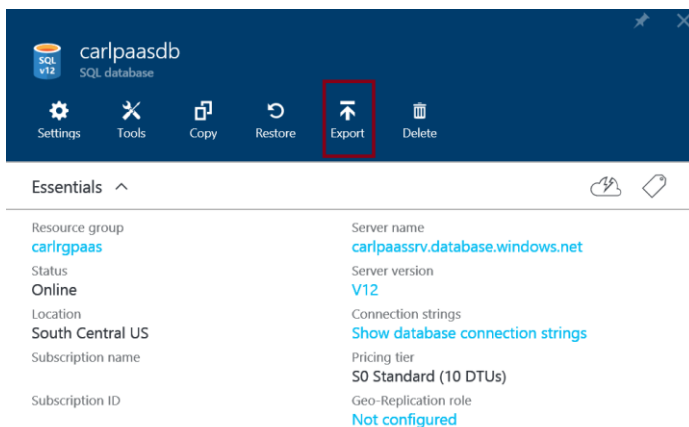 carlpaasdb
SQL v12
SQL database
Settings Tools Copy Restore Export Delete
Essentials
Resource group
carlrgpaas
Status
Online
Location
South Central US
Subscription name
Subscription ID
Server name
carlpaassrv.database.windows.net
Server version
V12
Connection strings
Show database connection strings
Pricing tier
S0 Standard (10 DTUs)
Geo-Replication role
Not configured